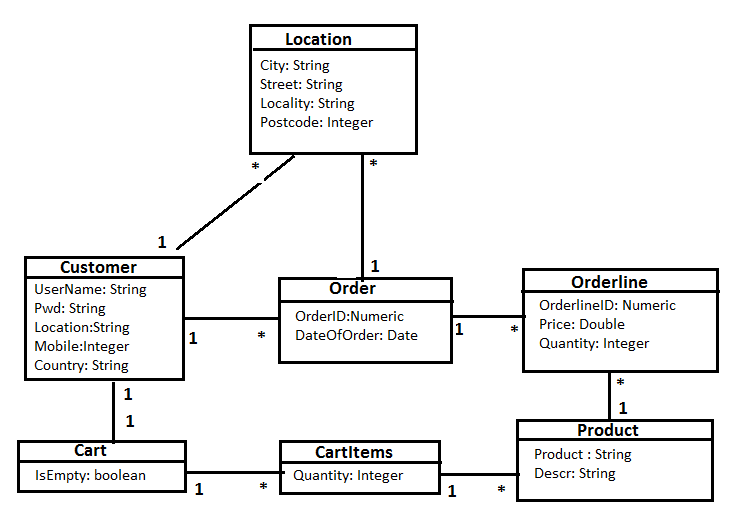 Location
City: String
Street: String
Locality: String
Postcode: Integer
*
*
1
1
Customer
UserName: String
Pwd: String
Location:String
Mobile:Integer
Country: String
Order
OrderID:Numeric
DateOfOrder: Date
Orderline
OrderlineID: Numeric
Price: Double
Quantity: Integer
1
*
1
*
1
1
*
1
Cart
IsEmpty: boolean
CartItems
Quantity: Integer
Product
Product : String
Descr: String
1
*
1
*